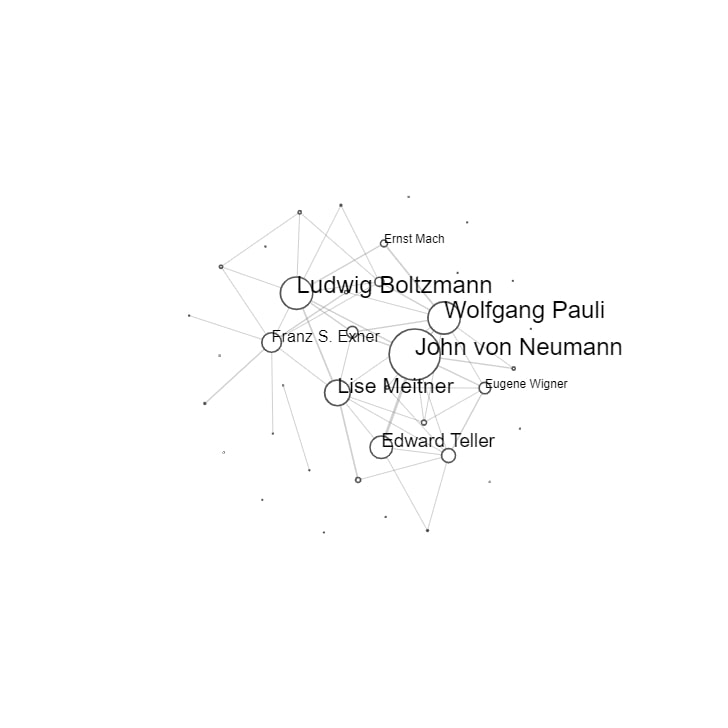 Ernst Mach
Ludwig Boltzmann
Wolfgang Pauli
Franz S. Exner
John von Neumann
Lise Meitner
Eugene Wigner
Edward Teller